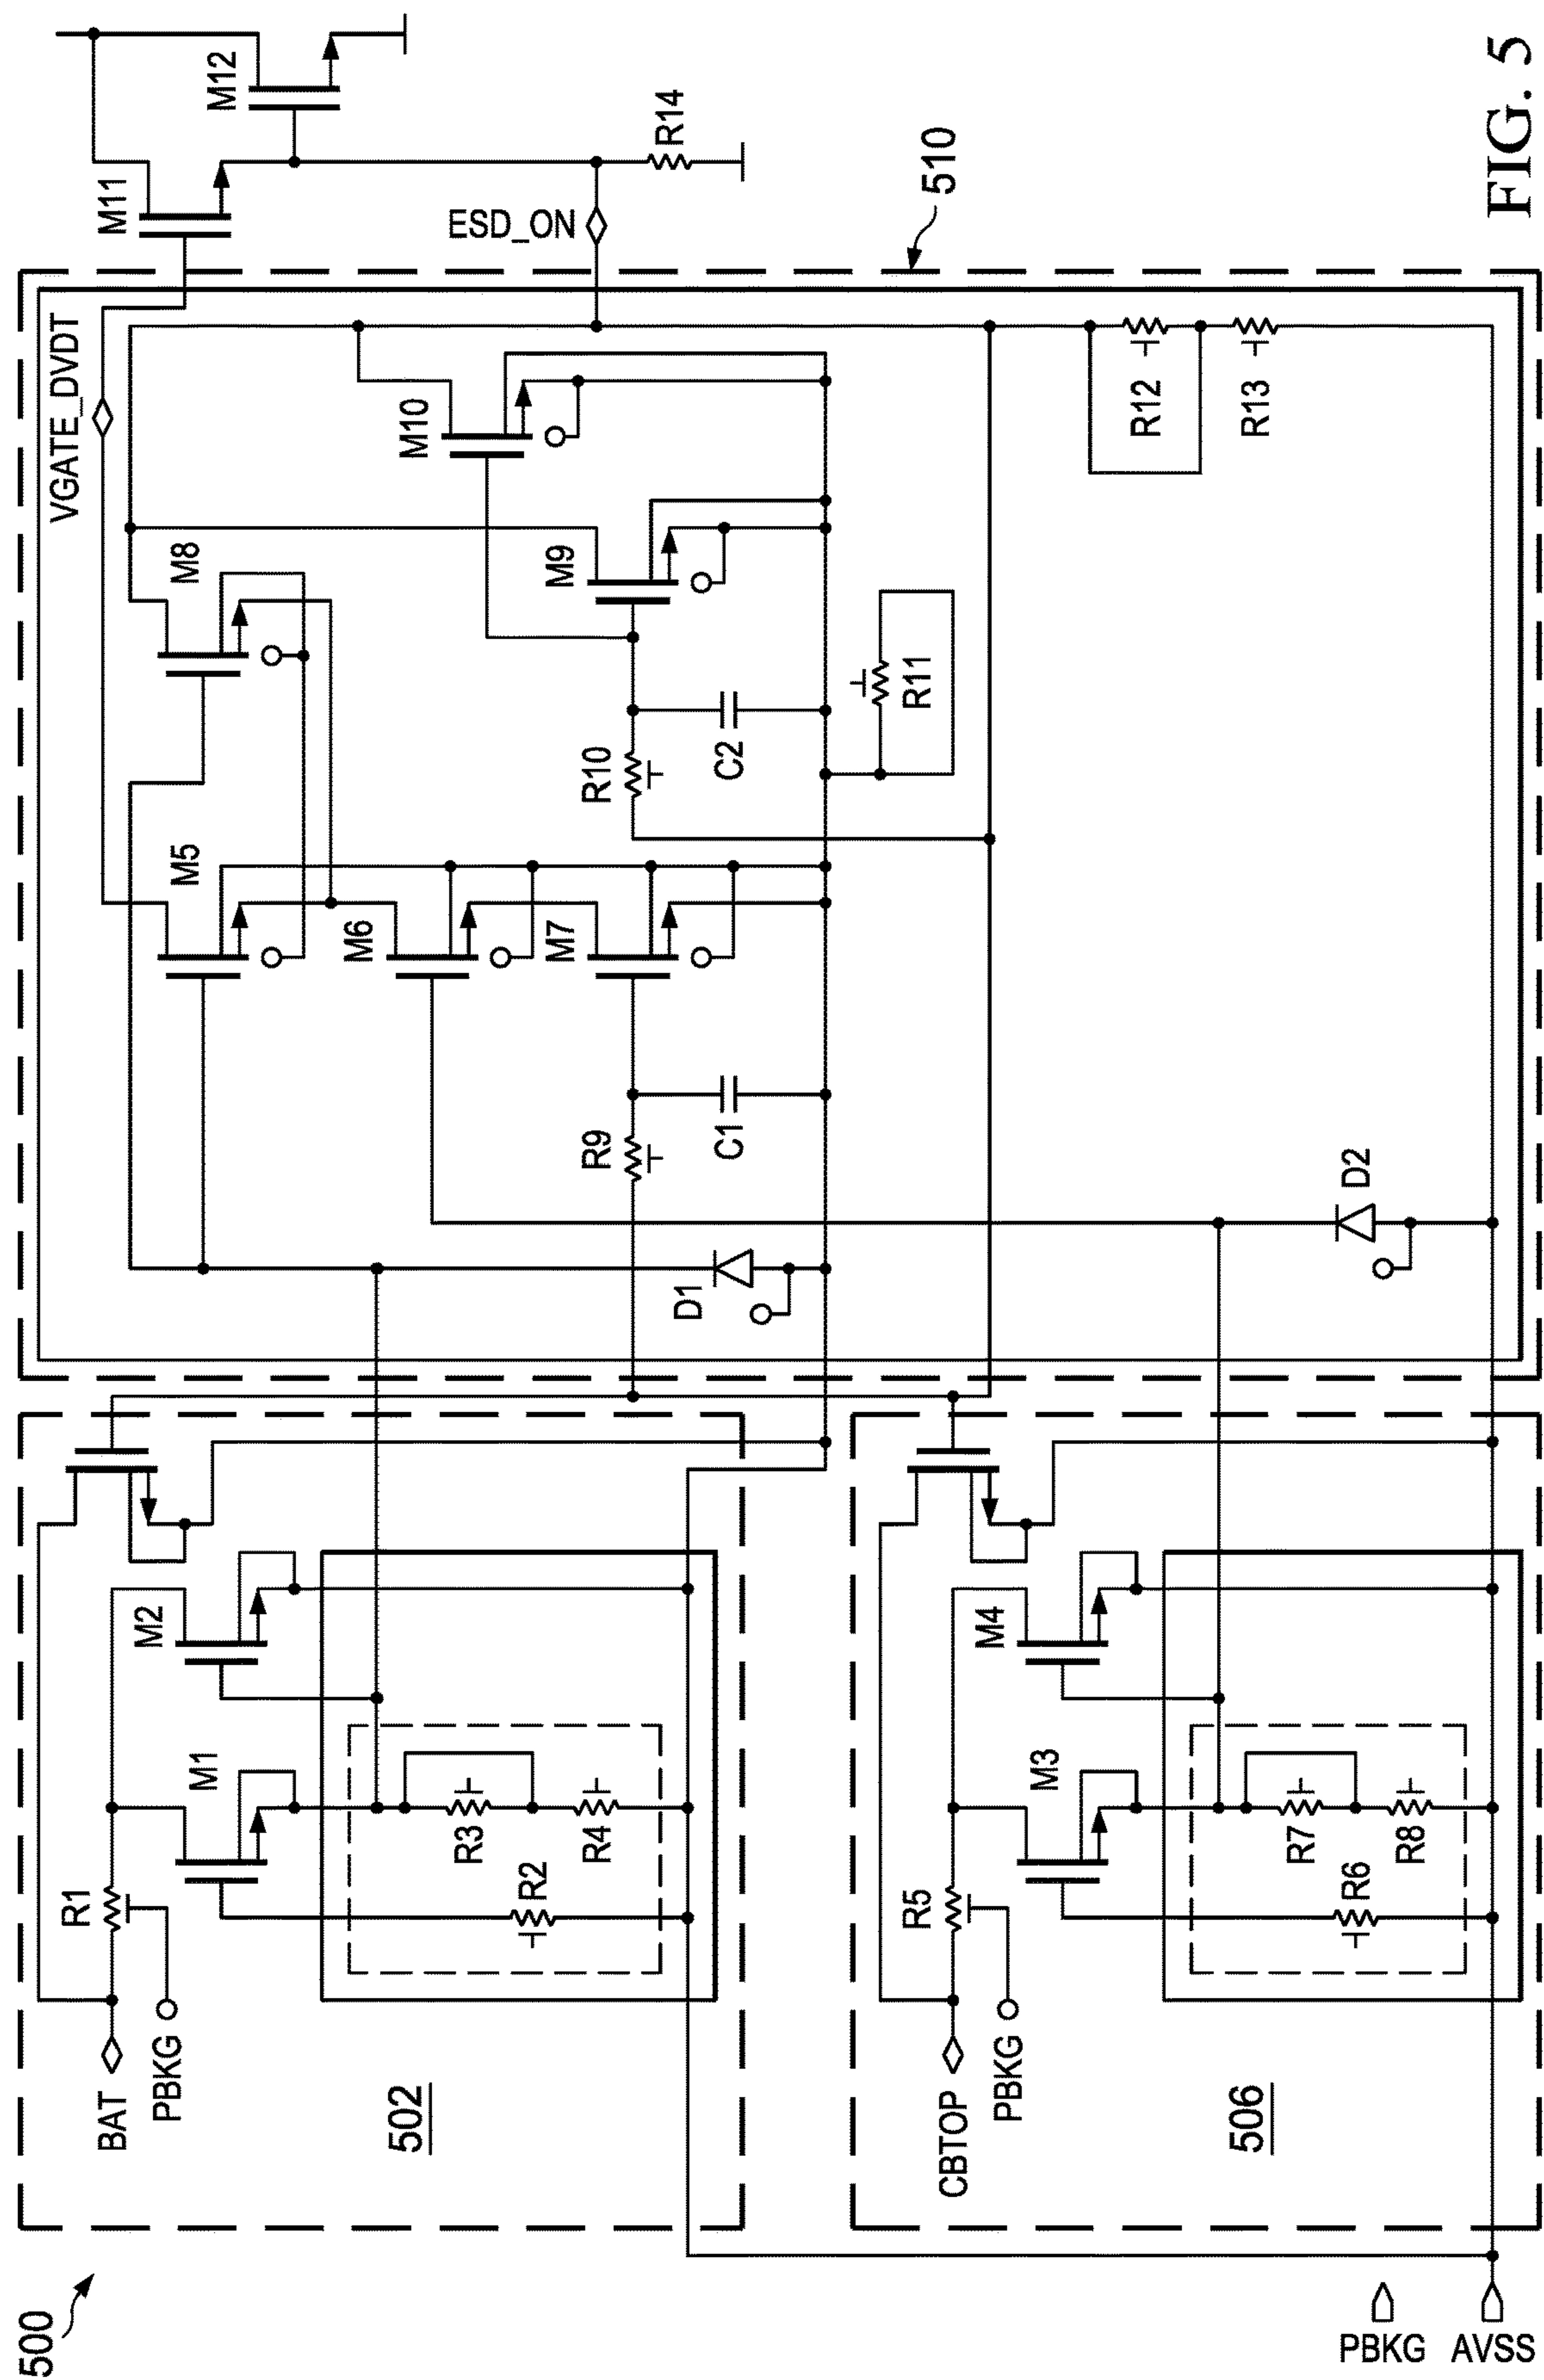 500
BAT
PBKG
R1
M1
M2
R2
R3
R4
502
CBTOP
PBKG
R5
M3
M4
R6
R7
R8
506
PBKG
AVSS
VGATE_DVDT
M5
M8
M6
M7
R9
C1
D1
D2
R10
C2
M9
M10
R11
R12
R13
510
ESD_ON
M11
M12
R14
FIG. 5